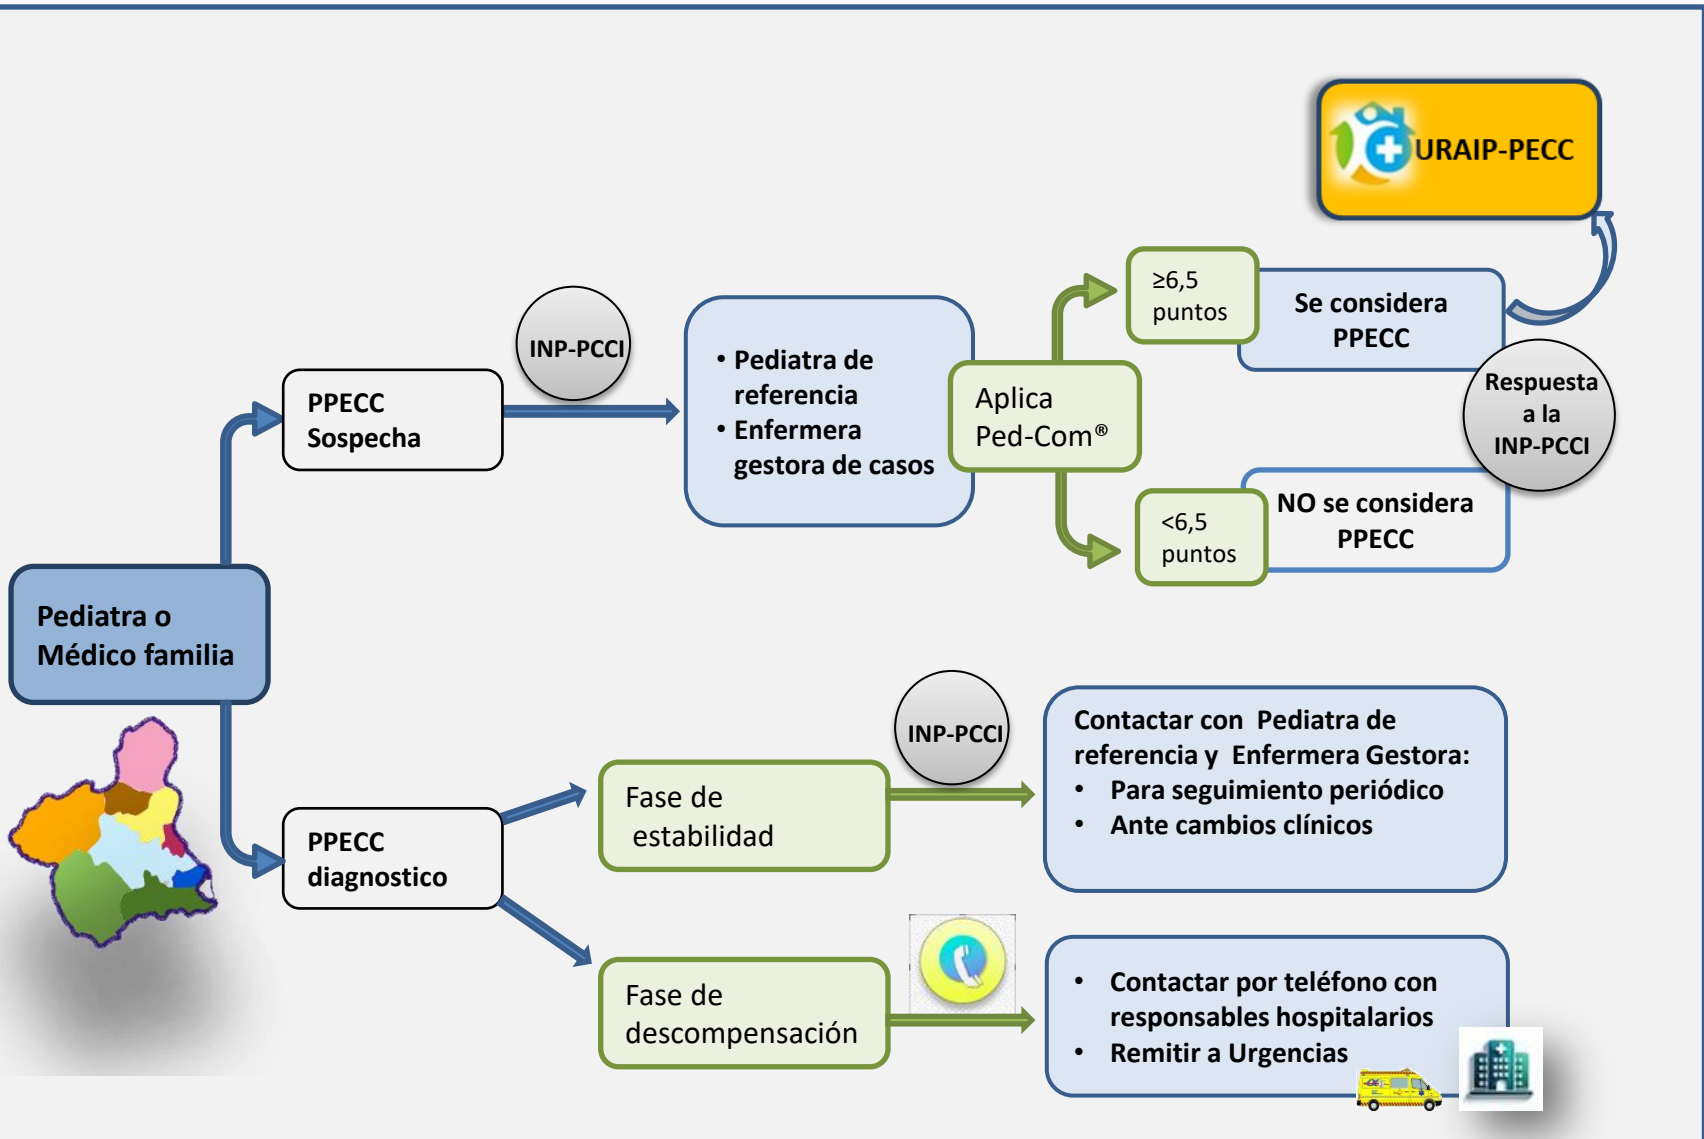 URAIP-PECC
≥6,5
puntos
Se considera
PPECC
INP-PCCI
• Pediatra de
referencia
• Enfermera
gestora de casos
Aplica
Ped-Com®
Respuesta
a la
INP-PCCI
PPECC
Sospecha
<6,5
puntos
NO se considera
PPECC
Pediatra o
Médico familia
INP-PCCI
Contactar con Pediatra de
referencia y Enfermera Gestora:
• Para seguimiento periódico
• Ante cambios clínicos
Fase de
estabilidad
PPECC
diagnostico
Fase de
descompensación
• Contactar por teléfono con
responsables hospitalarios
• Remitir a Urgencias